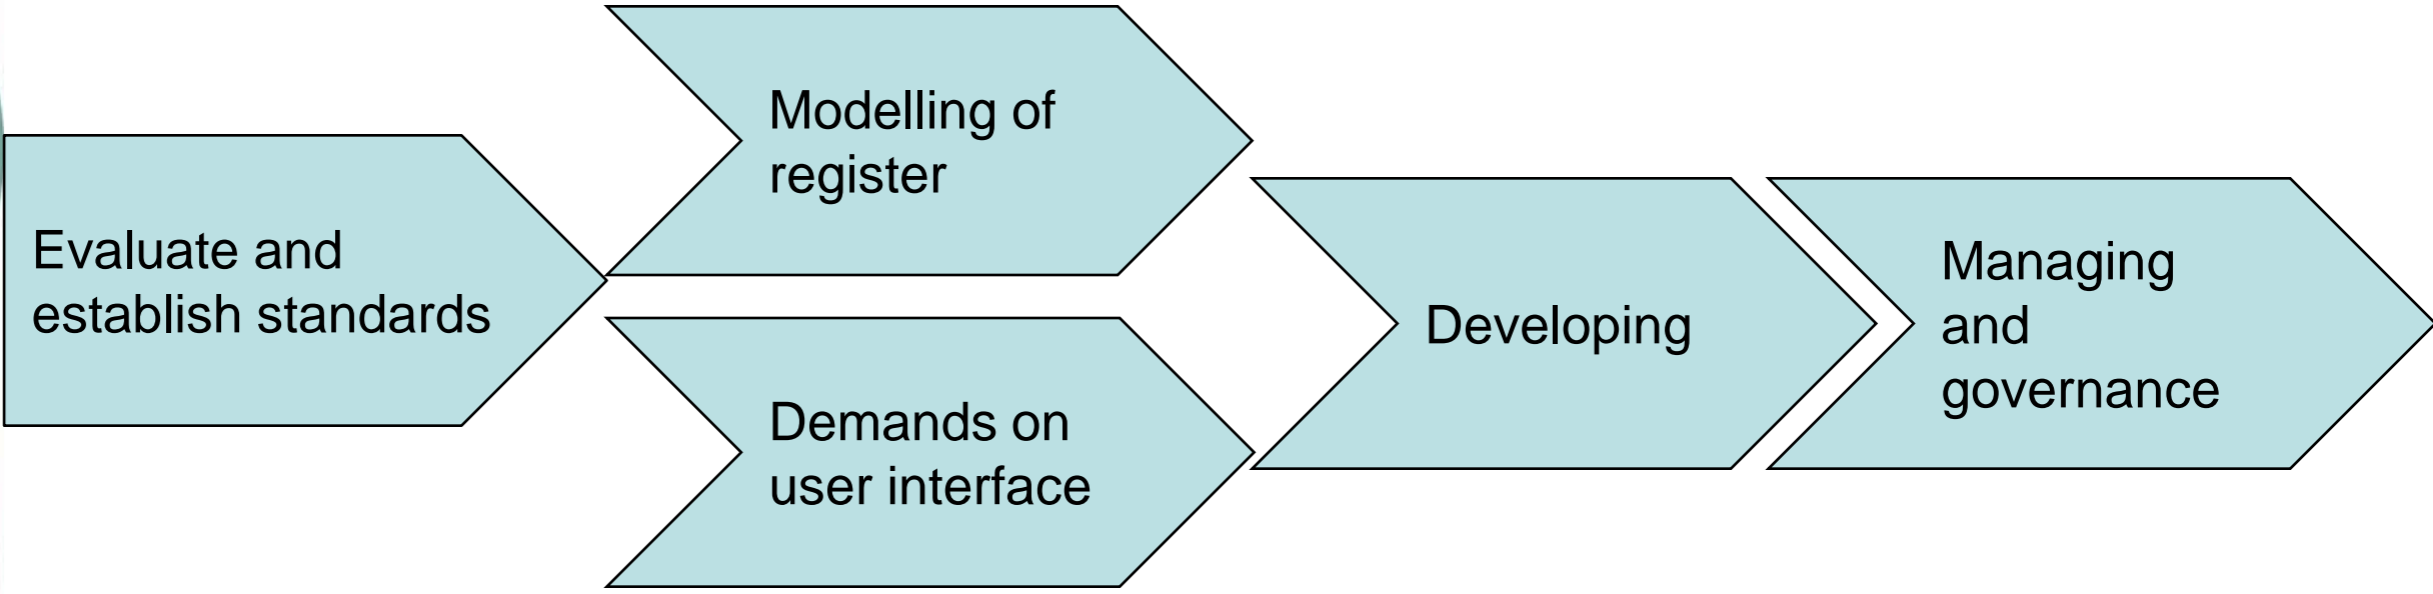 Evaluate and
establish standards
Modelling of
register
Demands on
user interface
Developing
Managing
and
governance